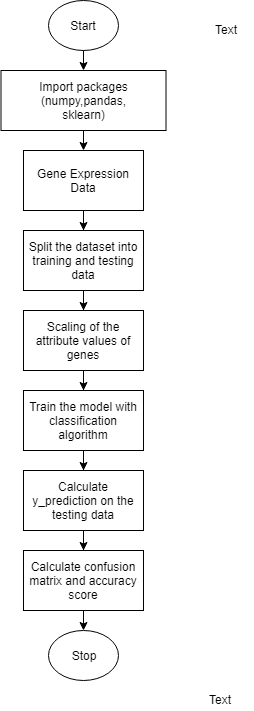 Start
Text
Import packages
(numpy,pandas,
sklearn)
Gene Expression
Data
Split the dataset into
training and testing
data
Scaling of the
attribute values of
genes
Train the model with
classification
algorithm
Calculate
y_prediction on the
testing data
Calculate confusion
matrix and accuracy
score
Stop
Text